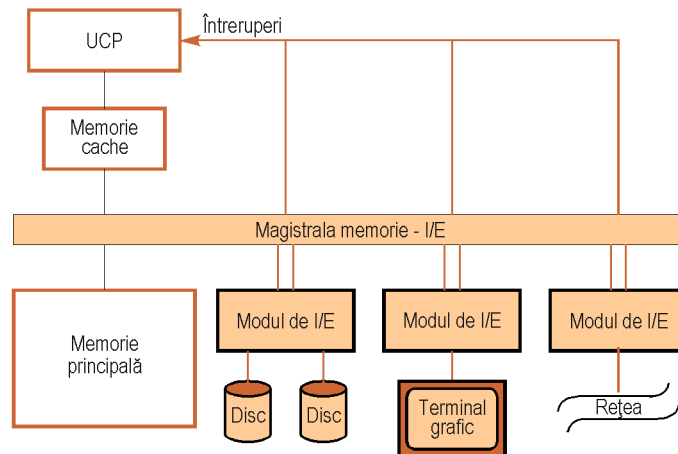 UCP
Întreruperi
Memorie
cache
Magistrala memorie - I/E
Memorie
principală
Modul de I/E
Modul de I/E
Modul de I/E
Disc
Disc
Terminal
grafic
Reţea